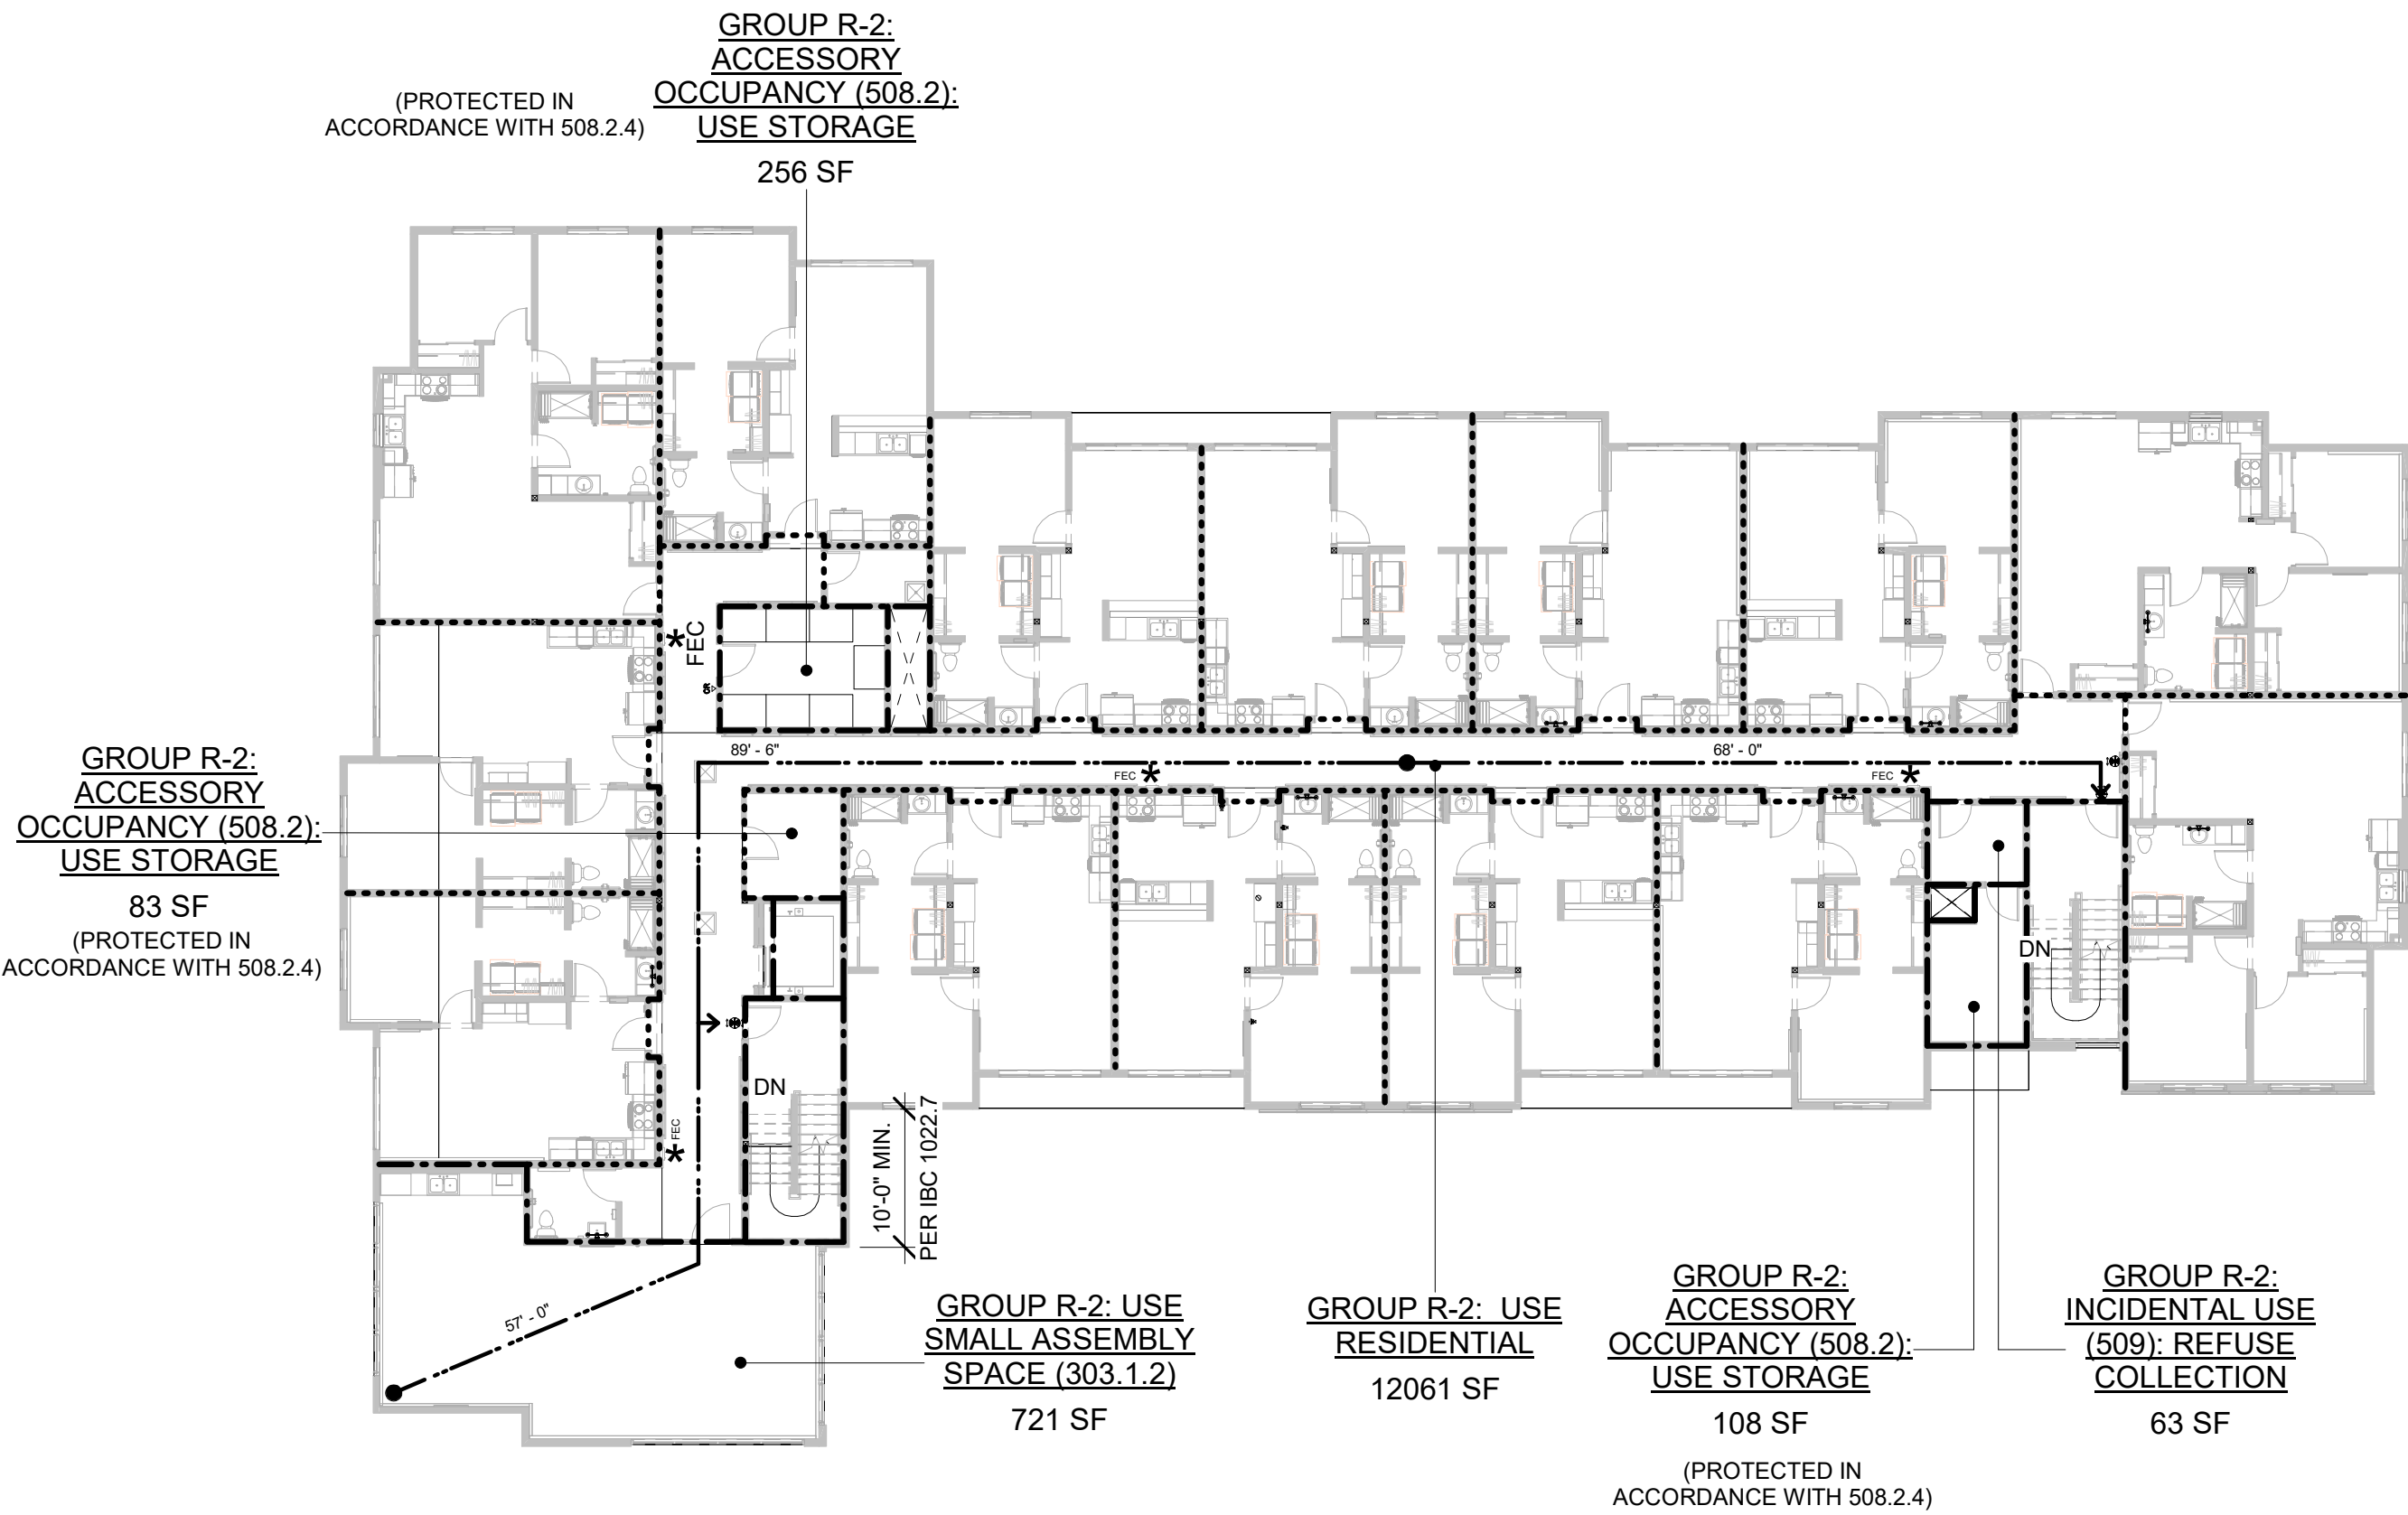 GROUP R-2:
ACCESSORY
OCCUPANCY (508.2):
USE STORAGE
256 SF
(PROTECTED IN
ACCORDANCE WITH 508.2.4)
FEC
89' - 6"
68' - 0"
FEC
FEC
GROUP R-2:
ACCESSORY
OCCUPANCY (508.2):
USE STORAGE
83 SF
(PROTECTED IN
ACCORDANCE WITH 508.2.4)
DN
DN
FEC
10'-0" MIN.
PER IBC 1022.7
57' - 0"
GROUP R-2: USE
SMALL ASSEMBLY
SPACE (303.1.2)
721 SF
GROUP R-2: USE
RESIDENTIAL
12061 SF
GROUP R-2:
ACCESSORY
OCCUPANCY (508.2):
USE STORAGE
108 SF
(PROTECTED IN
ACCORDANCE WITH 508.2.4)
GROUP R-2:
INCIDENTAL USE
(509): REFUSE
COLLECTION
63 SF